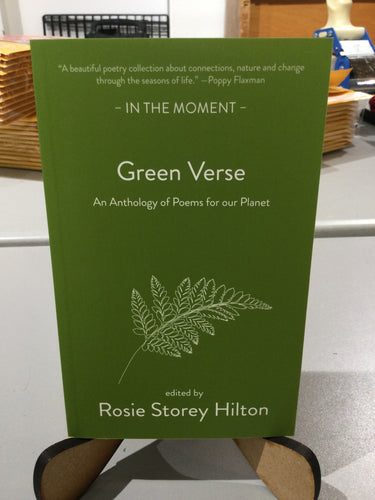 “A beautiful poetry collection about connections, nature and change
through the seasons of life.” —Poppy Flaxman
– IN THE MOMENT –
Green Verse
An Anthology of Poems for our Planet
edited by
Rosie Storey Hilton